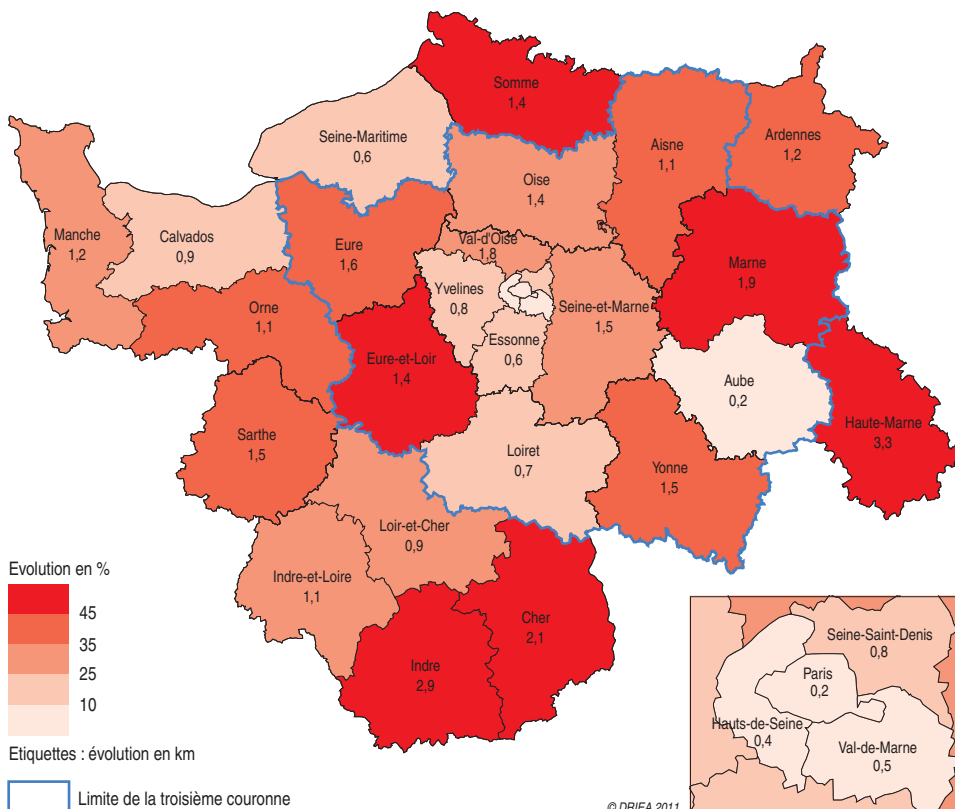 Somme
1,4
Seine-Maritime
0,6
Aisne
1,1
Ardennes
1,2
Oise
1,4
Manche
1,2
Calvados
0,9
Eure
1,6
Val-d'Oise
1,8
Marne
1,9
Yvelines
0,8
Seine-et-Marne
1,5
Orne
1,1
Essonne
0,6
Eure-et-Loir
1,4
Aube
0,2
Haute-Marne
3,3
Sarthe
1,5
Loiret
0,7
Yonne
1,5
Loir-et-Cher
0,9
Indre-et-Loire
1,1
Cher
2,1
Indre
2,9
Evolution en %
45
35
25
10
Etiquettes : évolution en km
Limite de la troisième couronne
Seine-Saint-Denis
0,8
Paris
0,2
Hauts-de-Seine
0,4
Val-de-Marne
0,5
© DRIEA 2011